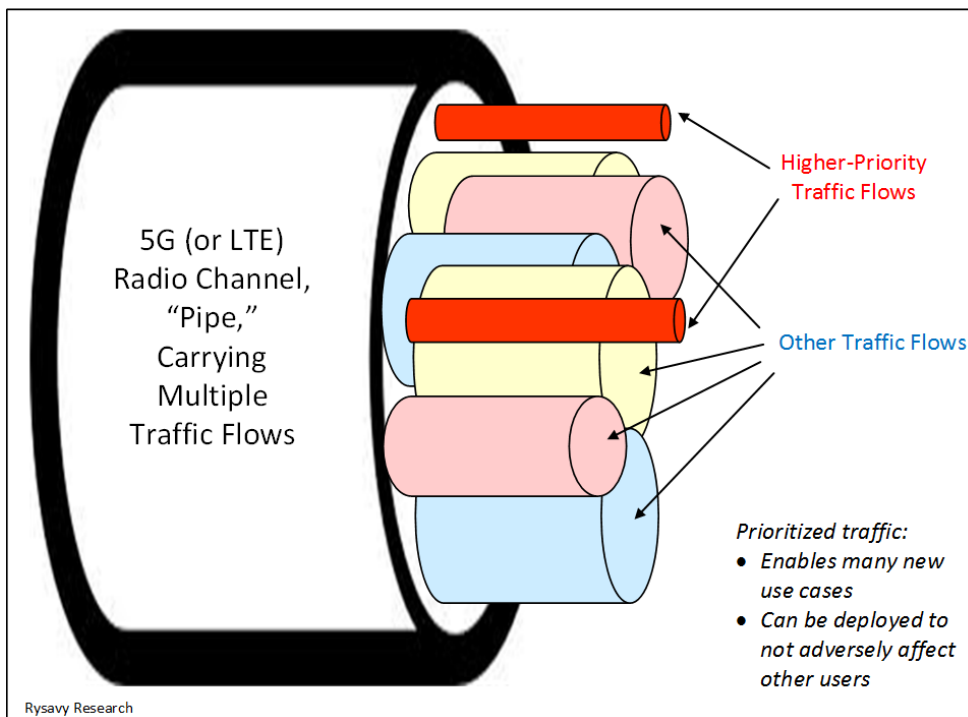 5G (or LTE)
Radio Channel,
“Pipe,”
Carrying
Multiple
Traffic Flows
Higher-Priority
Traffic Flows
Other Traffic Flows
Prioritized traffic:
• Enables many new
use cases
• Can be deployed to
not adversely affect
other users
Rysavy Research